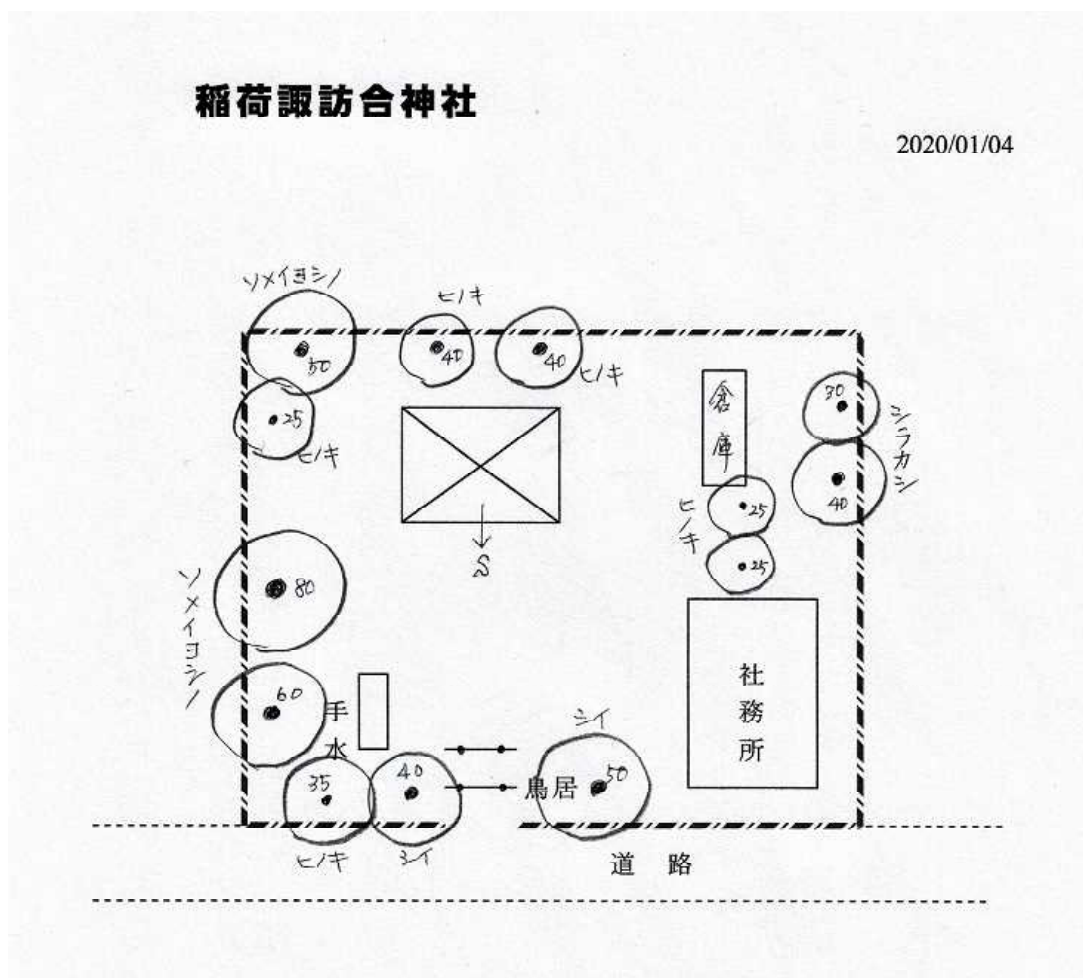 稲荷諏訪合神社
2020/01/04
ソメイヨシノ
50
ヒノキ
40
40
ヒノキ
25
ヒノキ
倉庫
30
40
シラカシ
ヒノキ
25
25
S
ソメイヨシノ
80
60
手水
社務所
シイ
50
鳥居
35
ヒノキ
40
シイ
道路